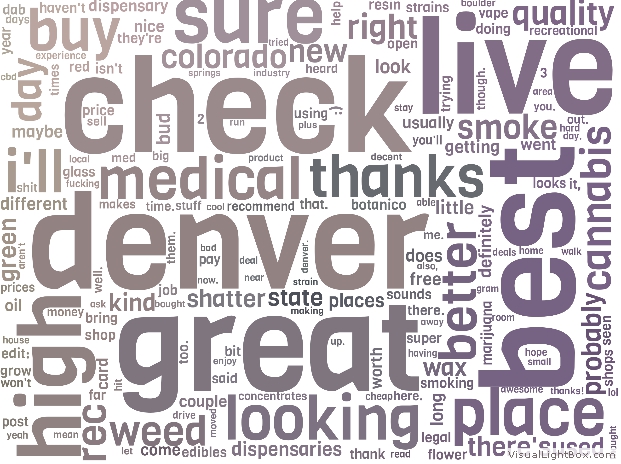 dab haven't dispensary sure help resin strains boulder vape quality
year days buy nice they're colorado tried new right open live doing recreational
experience cbd times red isn't springs industry heard look trying though. 3 area you.
day check price sell bud 2 run using plus :) stay usually smoke hard day. out.
maybe you'll getting went
i'll shit local fucking glass med big product decent medical thanks looks it, cannabis
different makes time. stuff cool recommend that. botanico able little best
green aren't denver well. them. bad pay now. deal near denver. strain me. does also, free better definitely deals home walk
prices oil money ask kind bought job shatter state making places sounds gram marijuana room
house edit: grow won't high bring shop great too. up. there. away super having hope small probably shops seen
hit bit enjoy said worth wax smoking awesome thanks! lol
post yeah mean rec far card couple drive moved concentrates cheap here. looking long place
weed let come edibles dispensaries thank read legal flower there's used
VisualLightBox.com